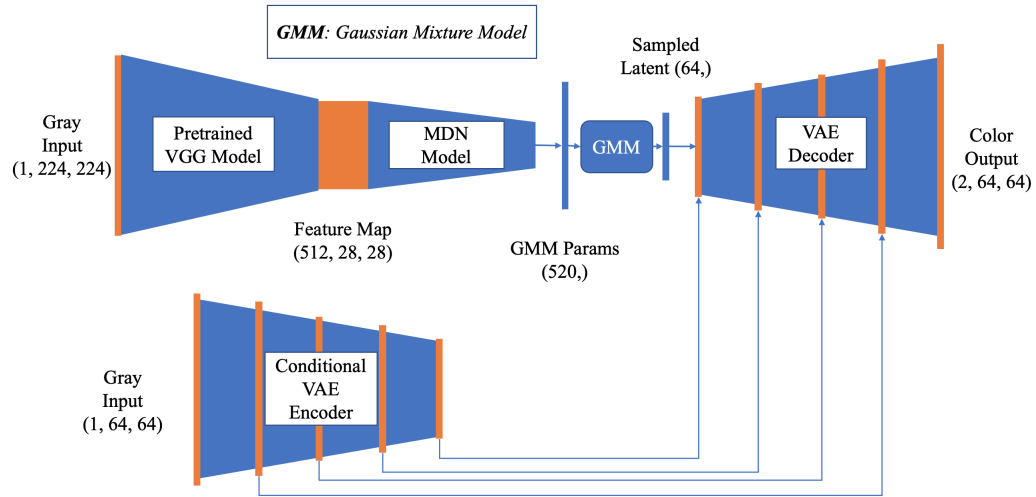 GMM: Gaussian Mixture Model
Gray
Input
(1, 224, 224)
Pretrained
VGG Model
MDN
Model
GMM
Sampled
Latent (64,)
VAE
Decoder
Color
Output
(2, 64, 64)
Feature Map
(512, 28, 28)
GMM Params
(520,)
Gray
Input
(1, 64, 64)
Conditional
VAE
Encoder